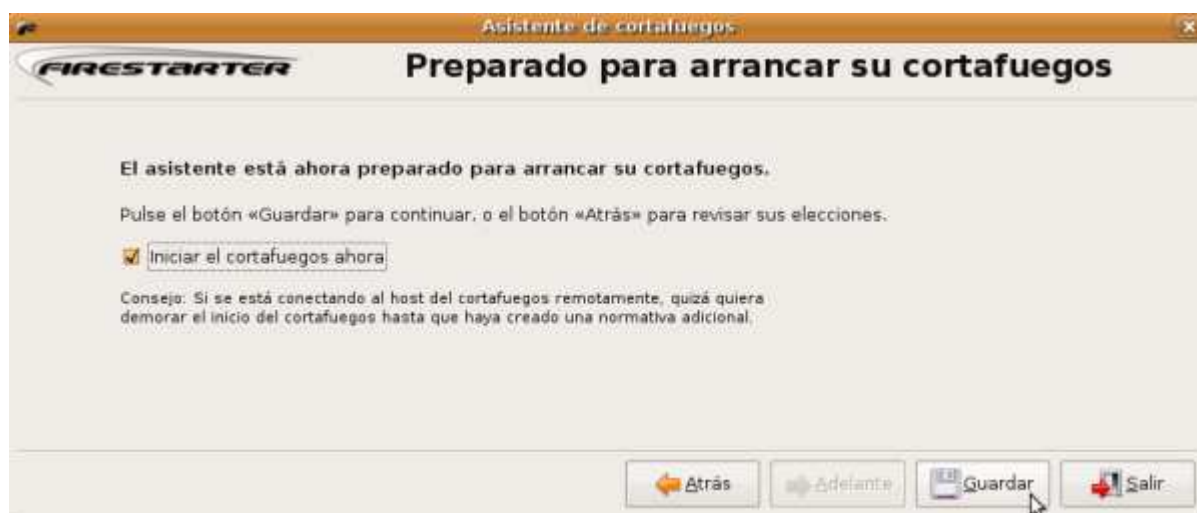 Asistente de cortafuegos
FIRESTARTER
Preparado para arrancar su cortafuegos
El asistente está ahora preparado para arrancar su cortafuegos.
Pulse el botón «Guardar» para continuar, o el botón «Atrás» para revisar sus elecciones.
Iniciar el cortafuegos ahora
Consejo: Si se está conectando al host del cortafuegos remotamente, quizá quiera
demorar el inicio del cortafuegos hasta que haya creado una normativa adicional.
Atrás
Adelante
Guardar
Salir